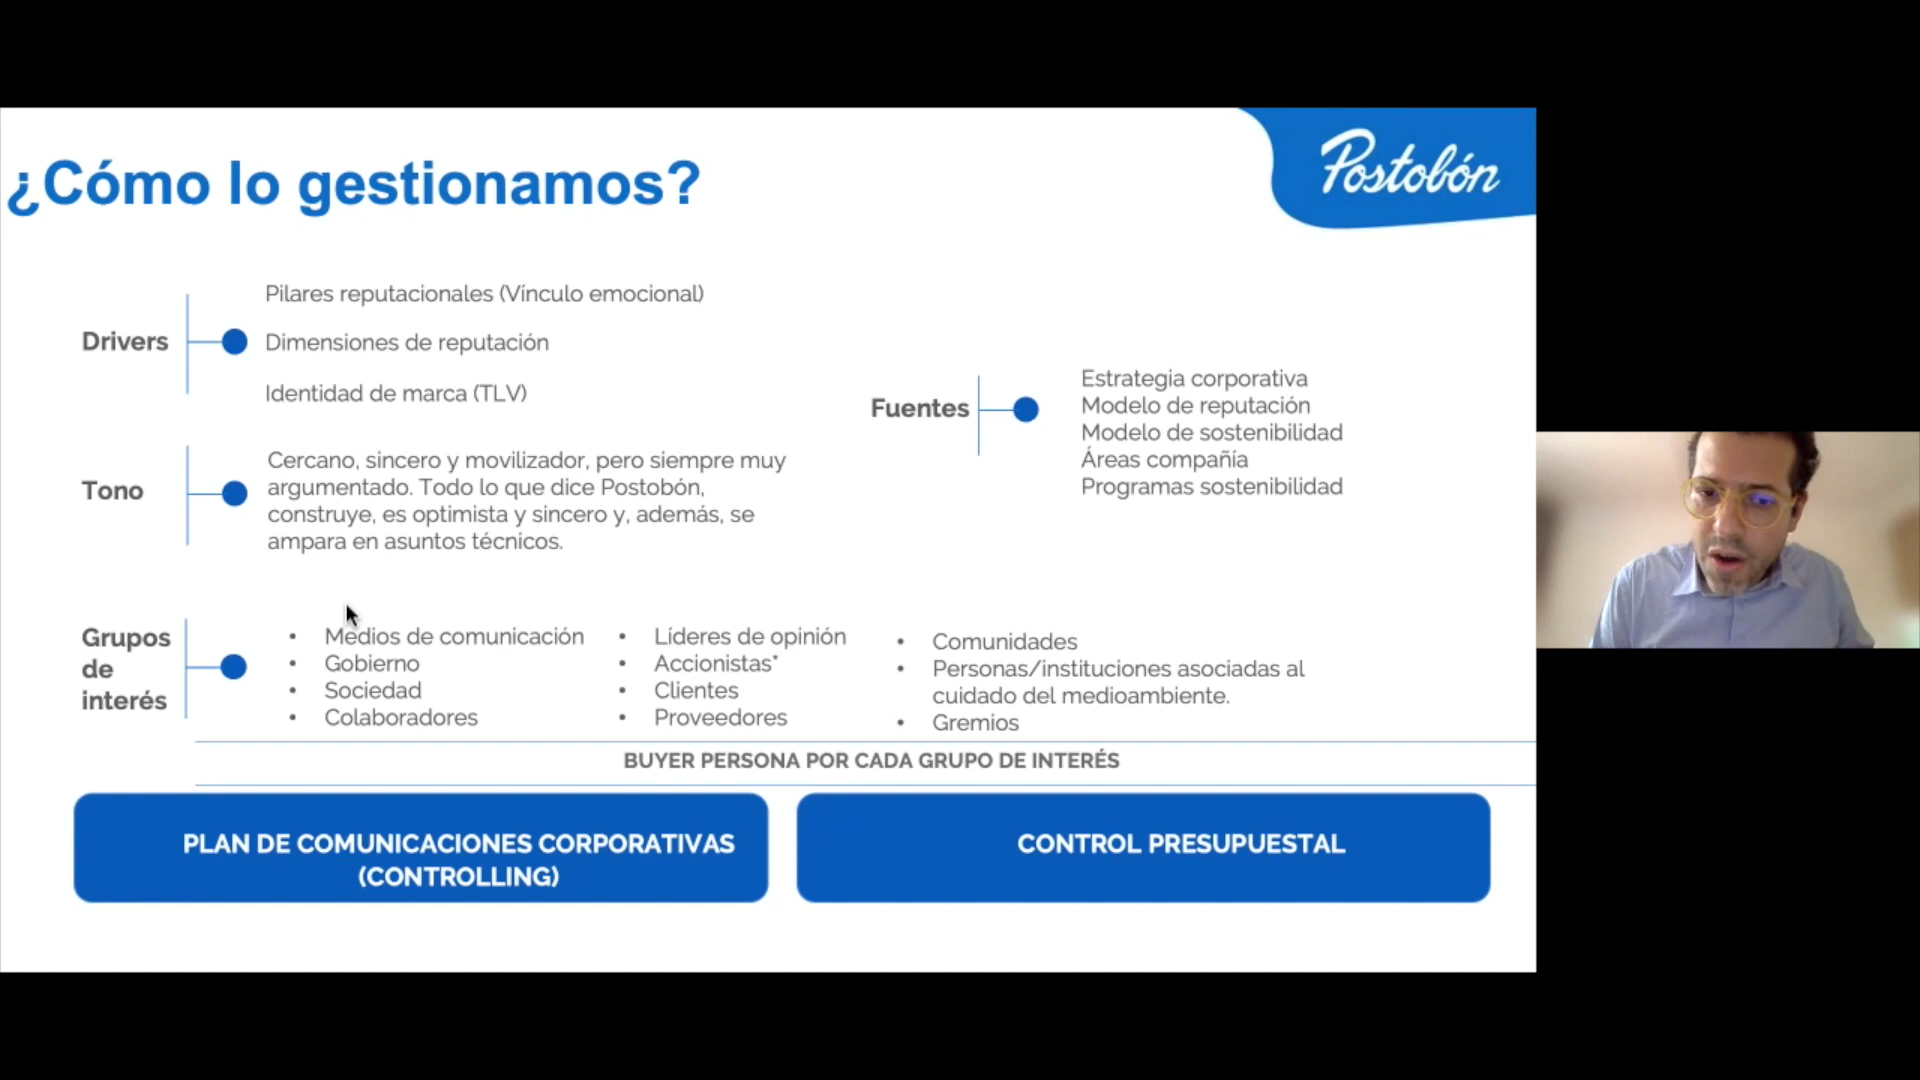 ¿Cómo lo gestionamos?
Postobón
Drivers
Pilares reputacionales (Vínculo emocional)
Dimensiones de reputación
Identidad de marca (TLV)
Fuentes
Estrategia corporativa
Modelo de reputación
Modelo de sostenibilidad
Áreas compañía
Programas sostenibilidad
Tono
Cercano, sincero y movilizador, pero siempre muy
argumentado. Todo lo que dice Postobón,
construye, es optimista y sincero y, además, se
ampara en asuntos técnicos.
Grupos
de
interés
• Medios de comunicación
• Gobierno
• Sociedad
• Colaboradores
• Líderes de opinión
• Accionistas*
• Clientes
• Proveedores
• Comunidades
• Personas/instituciones asociadas al
cuidado del medioambiente.
• Gremios
BUYER PERSONA POR CADA GRUPO DE INTERÉS
PLAN DE COMUNICACIONES CORPORATIVAS
(CONTROLLING)
CONTROL PRESUPUESTAL